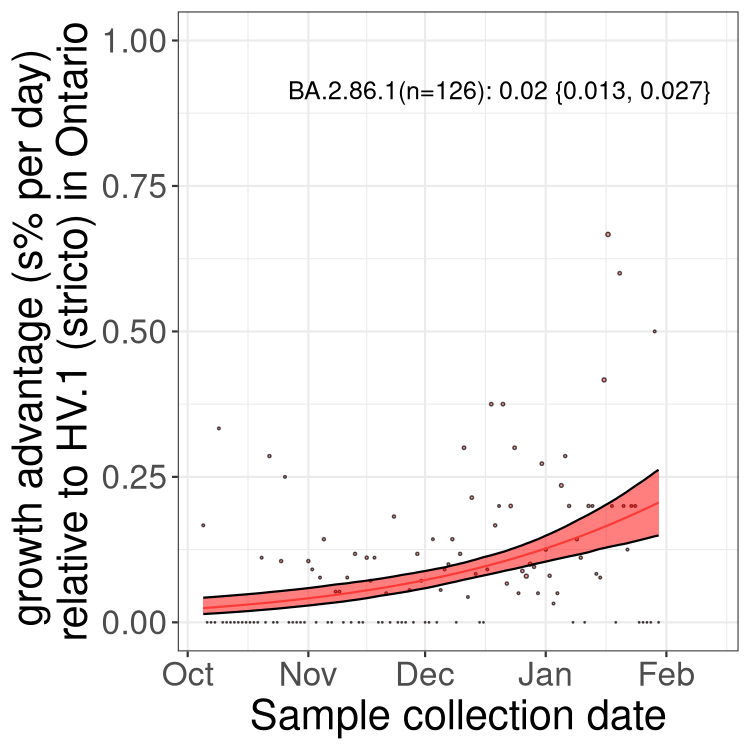 growth advantage (s% per day)
relative to HV.1 (stricto) in Ontario
1.00
0.75
0.50
0.25
0.00
BA.2.86.1(n=126): 0.02 {0.013, 0.027}
Oct Nov Dec Jan Feb
Sample collection date